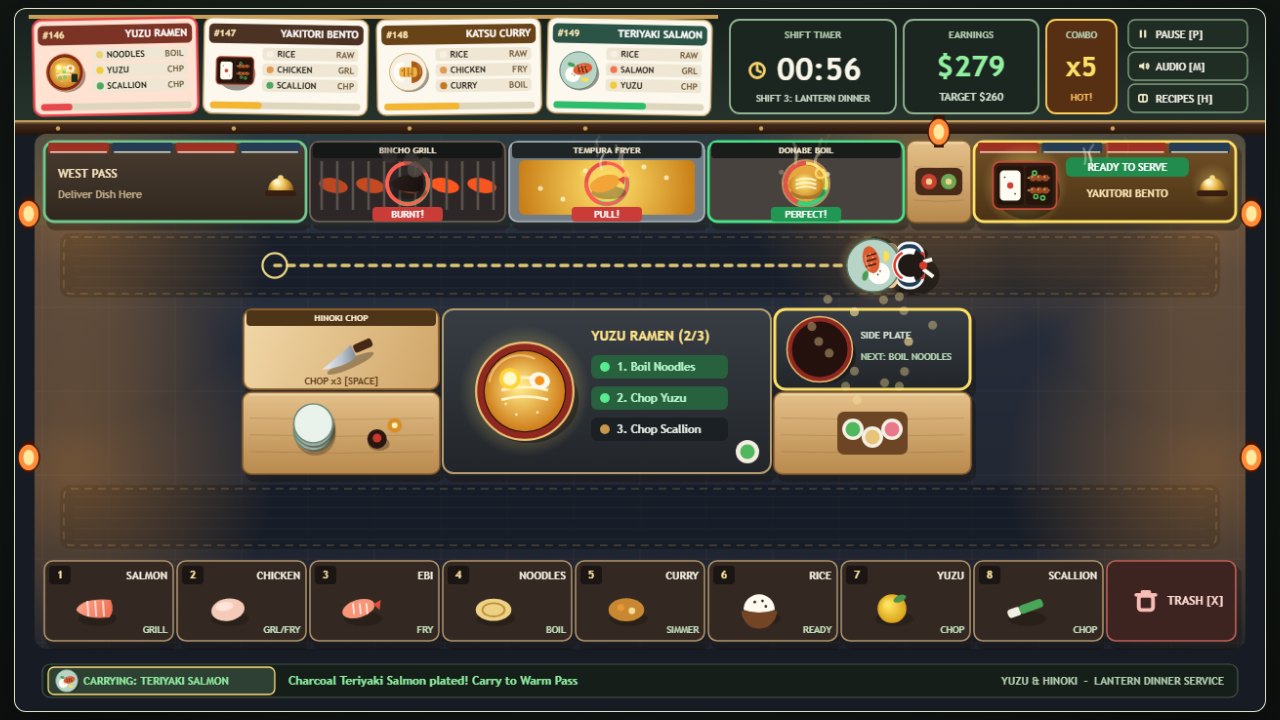 #146 YUZU RAMEN
NOODLES BOIL
YUZU CHP
SCALLION CHP
#147 YAKITORI BENTO
RICE RAW
CHICKEN GRL
SCALLION CHP
#148 KATSU CURRY
RICE RAW
CHICKEN FRY
CURRY BOIL
#149 TERIYAKI SALMON
RICE RAW
SALMON GRL
YUZU CHP
SHIFT TIMER
00:56
SHIFT 3: LANTERN DINNER
EARNINGS
$279
TARGET $260
COMBO
x5
HOT!
PAUSE [P]
AUDIO [M]
RECIPES [H]
WEST PASS
Deliver Dish Here
BINCHO GRILL
BURNT!
TEMPURA FRYER
PULL!
DONABE BOIL
PERFECT!
READY TO SERVE
YAKITORI BENTO
HINOKI CHOP
CHOP x3 [SPACE]
YUZU RAMEN (2/3)
1. Boil Noodles
2. Chop Yuzu
3. Chop Scallion
SIDE PLATE
NEXT: BOIL NOODLES
1 SALMON
GRILL
2 CHICKEN
GRL/FRY
3 EBI
FRY
4 NOODLES
BOIL
5 CURRY
SIMMER
6 RICE
READY
7 YUZU
CHOP
8 SCALLION
CHOP
TRASH [X]
CARRYING: TERIYAKI SALMON
Charcoal Teriyaki Salmon plated! Carry to Warm Pass
YUZU & HINOKI - LANTERN DINNER SERVICE